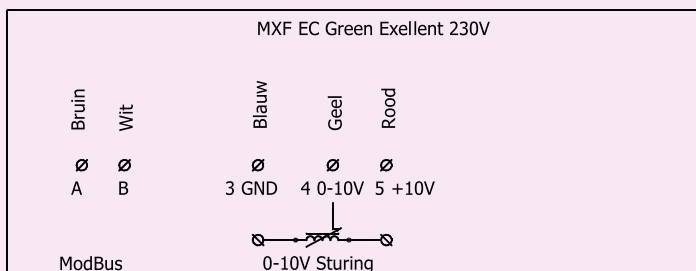 MXF EC Green Exellent 230V
Bruin Wit Blauw Geel Rood
A B 3 GND 4 0-10V 5 +10V
ModBus 0-10V Sturing